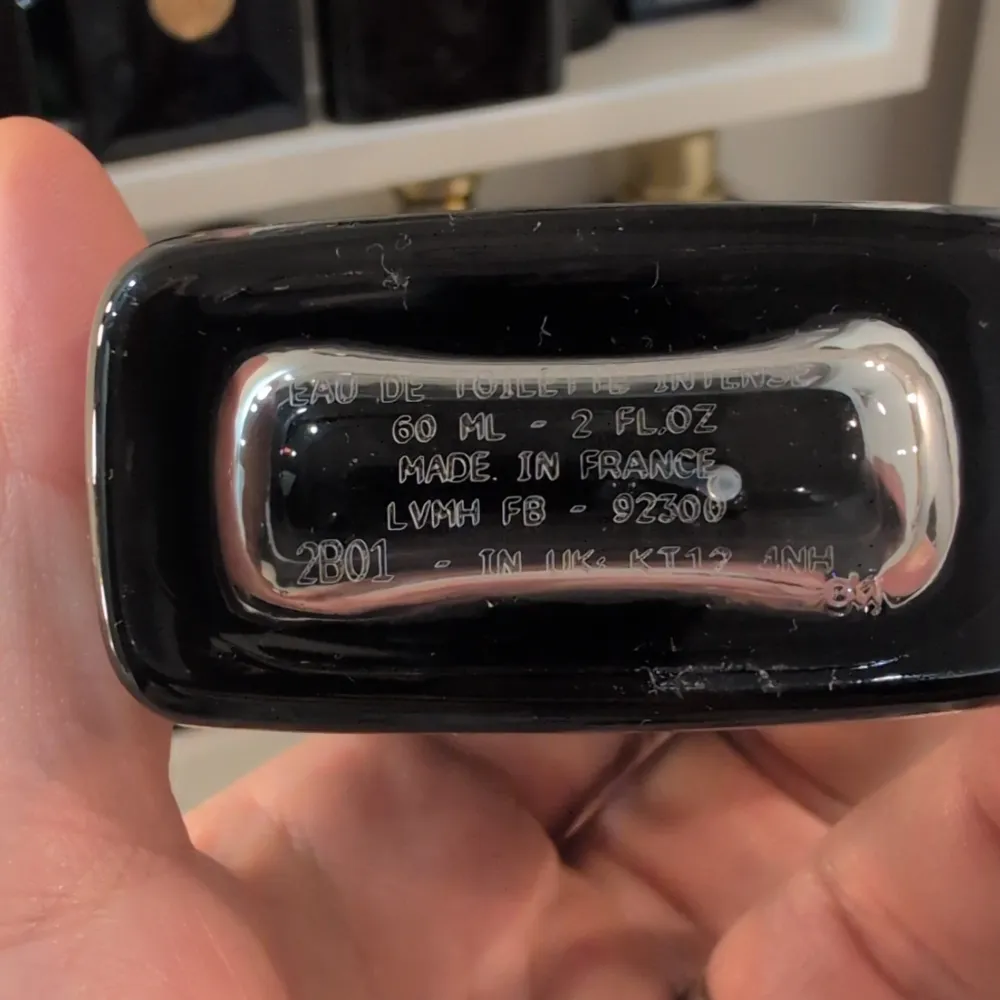 EAU DE TOILETTE INTENSE
60 ML - 2 FL.OZ
MADE IN FRANCE
LVMH FB - 92300
2B01 - IN UK: KT12 4NH